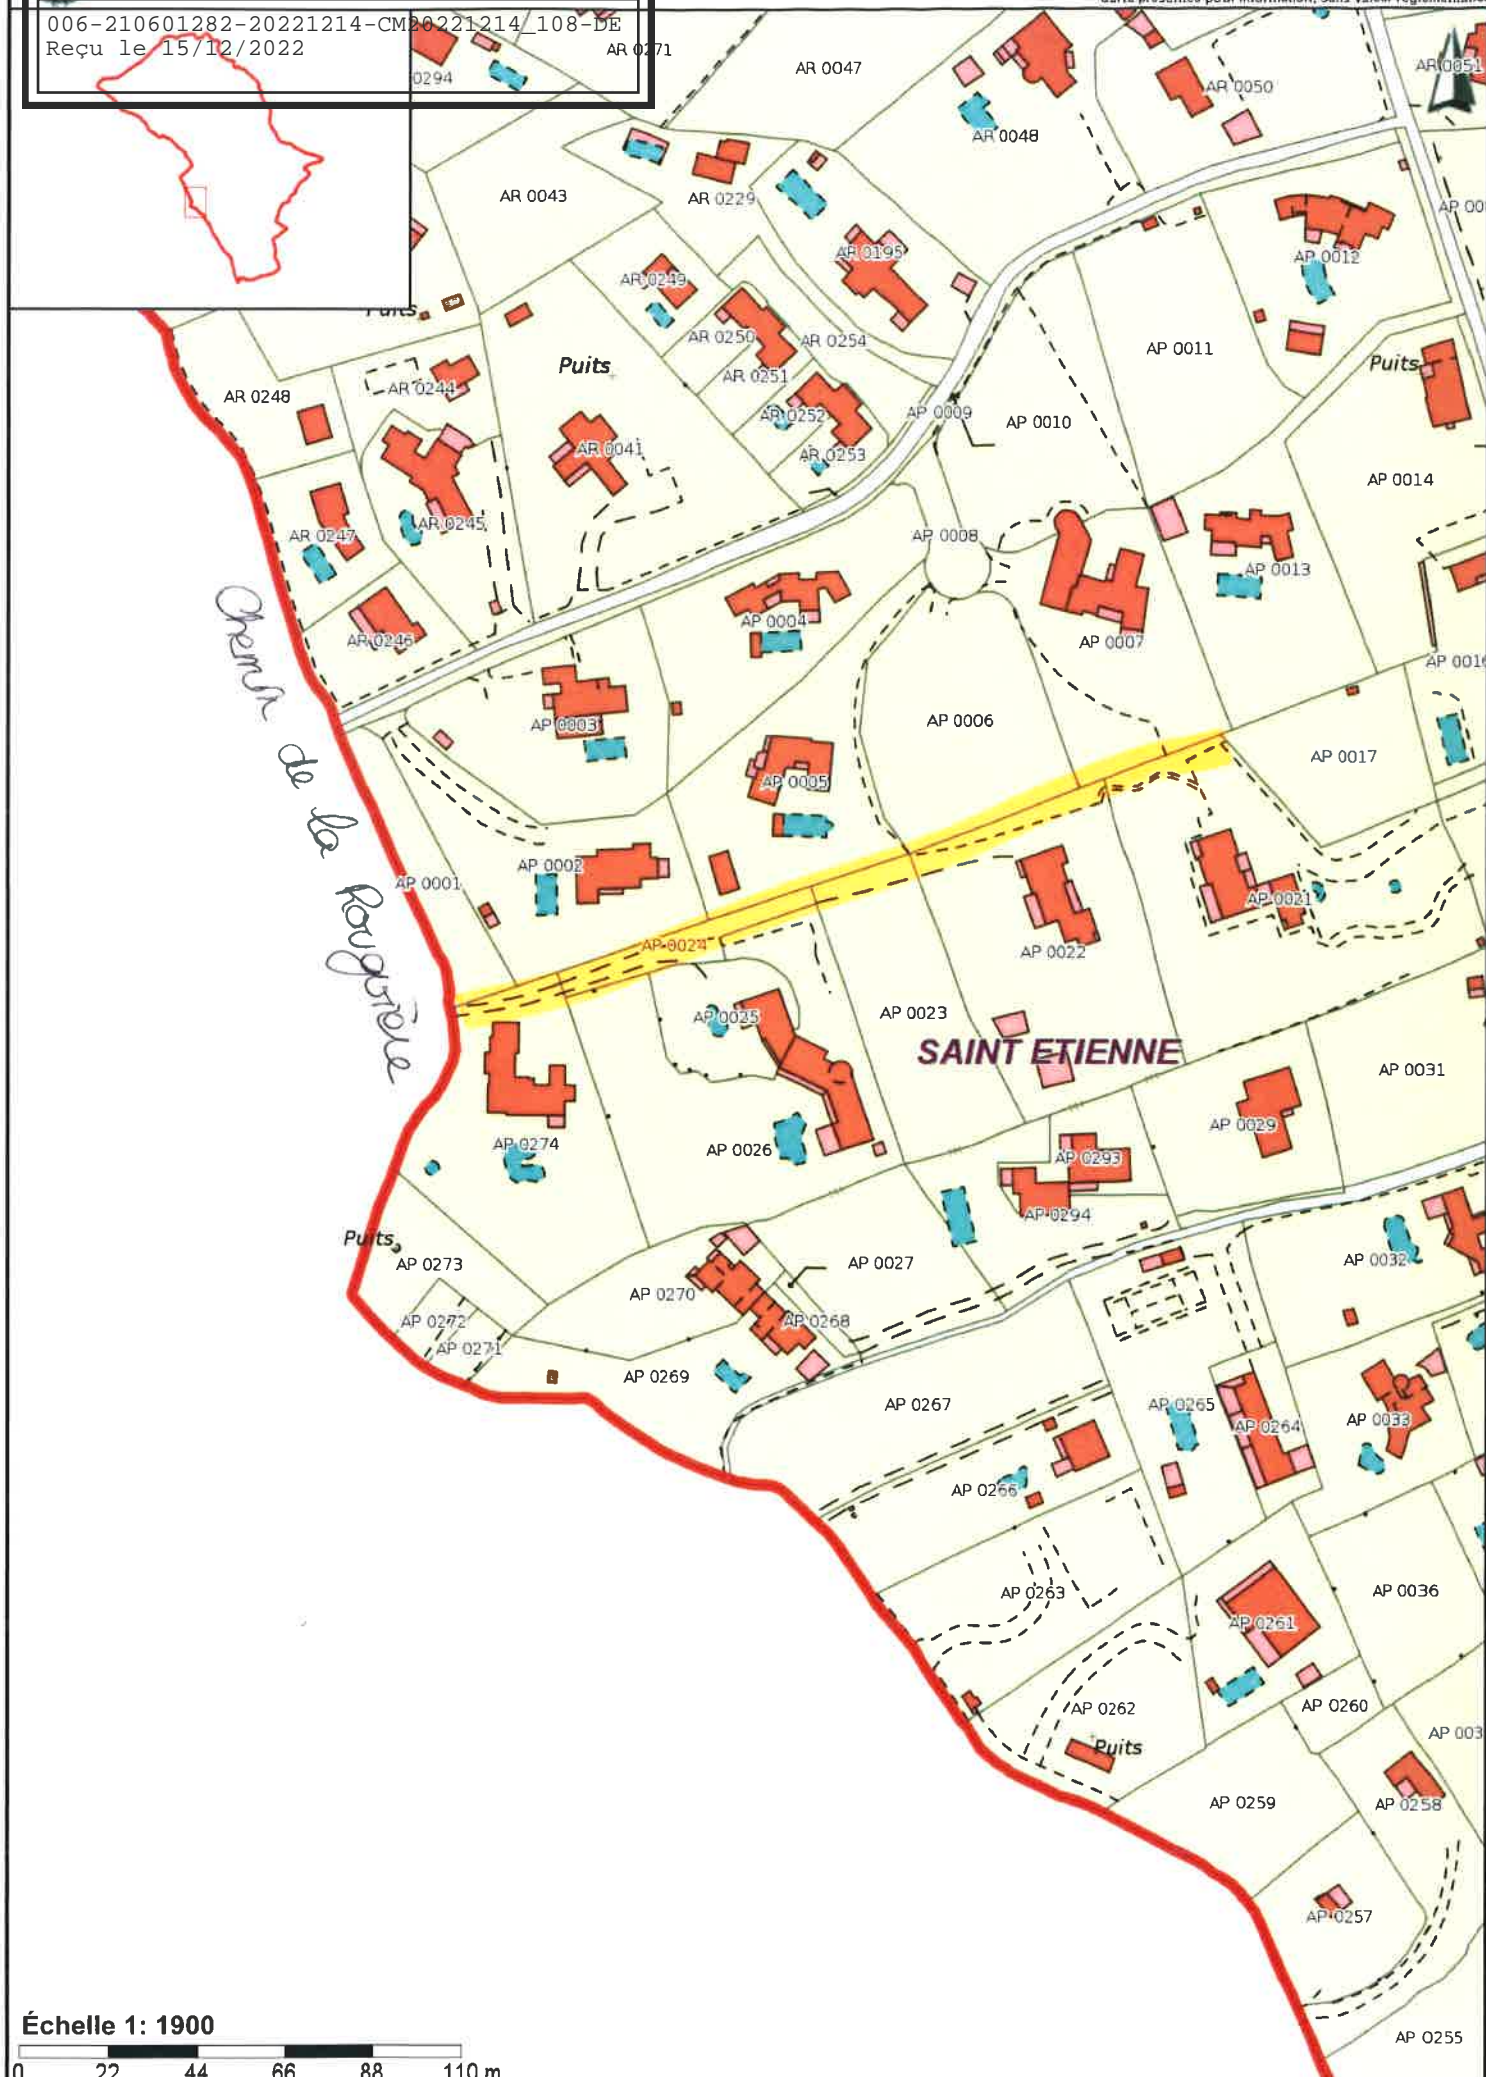 006-210601282-20221214-CM20221214_108-DE
Reçu le 15/12/2022
0294
AR 0271
AR 0047
AR 0048
AR 0050
AR 0051
AR 0043
AR 0229
AR 0195
AP 00
AP 0012
AR 0249
Puits
AR 0250
AR 0254
AP 0011
Puits
Puits
AR 0251
AR 0244
AR 0248
AR 0252
AP 0009
AP 0010
AR 0041
AR 0253
AP 0014
AR 0245
AR 0247
AP 0008
AP 0013
AP 0004
AR 0246
AP 0007
AP 0016
AP 0003
AP 0006
AP 0017
AP 0005
Chemin de la Rouguière
AP 0002
AP 0001
AP 0021
AP 0024
AP 0022
AP 0025
AP 0023
SAINT ETIENNE
AP 0031
AP 0029
AP 0274
AP 0026
AP 0293
AP 0294
Puits
AP 0273
AP 0027
AP 0032
AP 0270
AP 0272
AP 0268
AP 0271
AP 0269
AP 0267
AP 0265
AP 0264
AP 0033
AP 0266
AP 0263
AP 0036
AP 0261
AP 0262
AP 0260
AP 003
Puits
AP 0259
AP 0258
AP 0257
AP 0255
Échelle 1: 1900
0 22 44 66 88 110 m